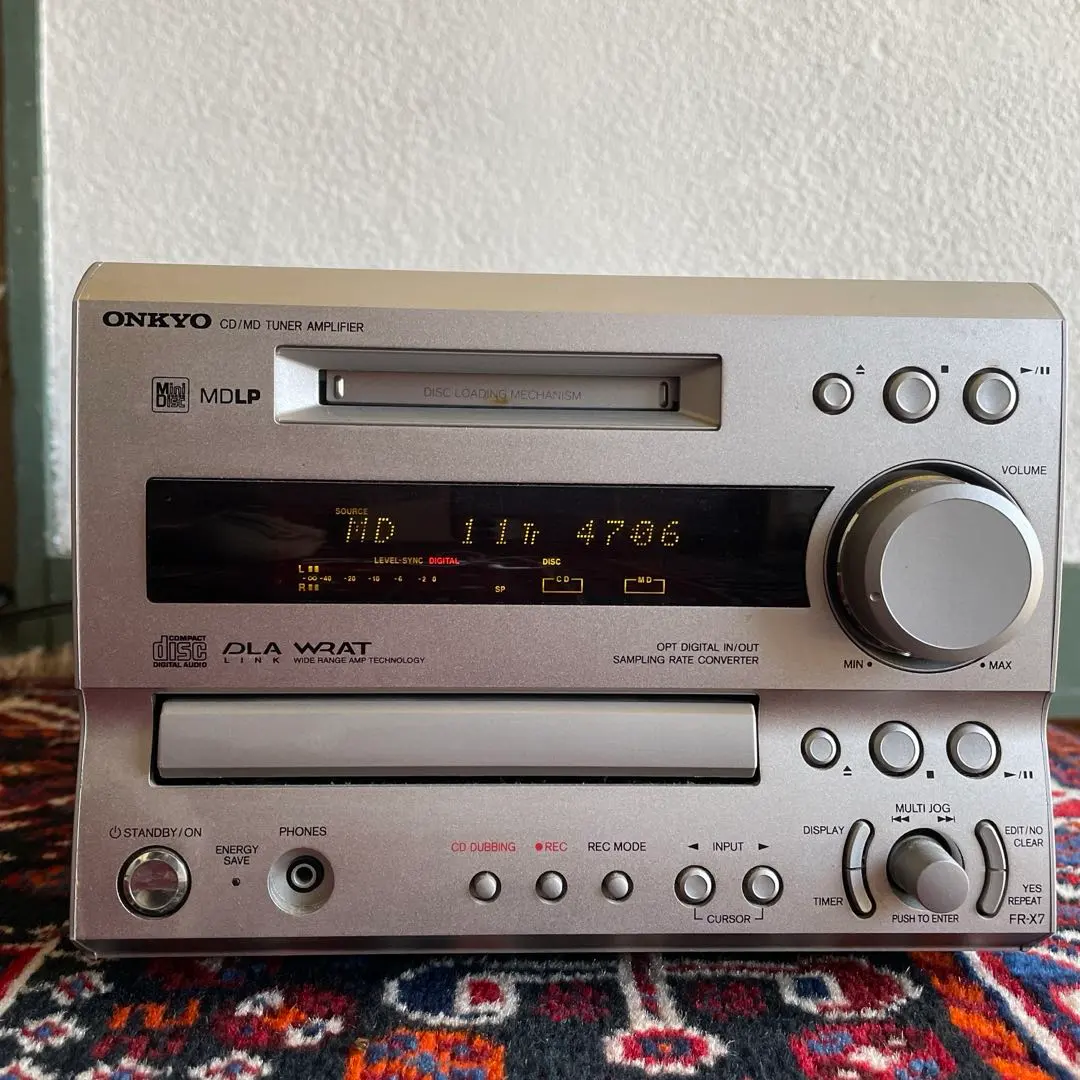 ONKYO CD/MD TUNER AMPLIFIER
Mini Disc MDLP
DISC LOADING MECHANISM
▲ ■ ►/❚❚
VOLUME
SOURCE
MD 11Tr 47:06
LEVEL-SYNC DIGITAL DISC
L
-∞ -40 -20 -10 -6 -2 0
R
SP CD MD
MIN • • MAX
COMPACT disc DIGITAL AUDIO
DLA LINK
WRAT
WIDE RANGE AMP TECHNOLOGY
OPT DIGITAL IN/OUT
SAMPLING RATE CONVERTER
▲ ■ ►/❚❚
STANDBY/ON
ENERGY
SAVE
PHONES
CD DUBBING ●REC REC MODE ◄ INPUT ►
CURSOR
MULTI JOG
|◄◄ ►►|
DISPLAY
TIMER
EDIT/NO
CLEAR
YES
REPEAT
PUSH TO ENTER
FR-X7